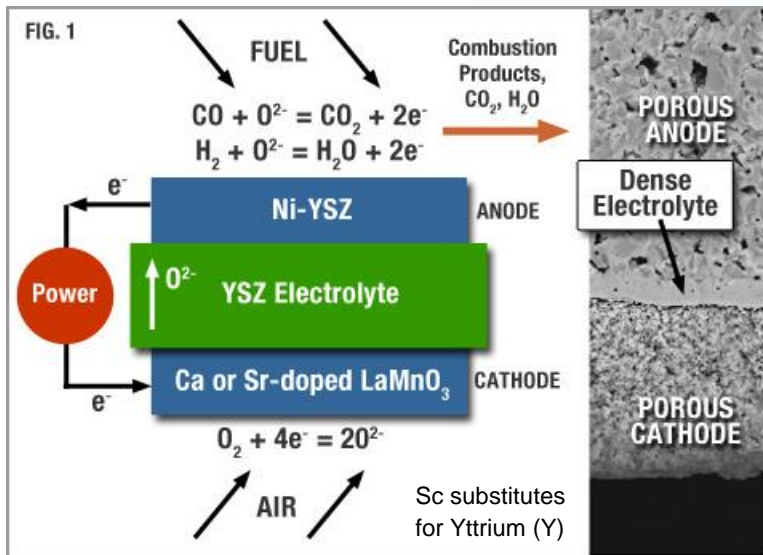 FIG. 1
FUEL
CO + O²⁻ = CO₂ + 2e⁻
H₂ + O²⁻ = H₂O + 2e⁻
Combustion
Products,
CO₂, H₂O
e⁻
Ni-YSZ
ANODE
Power
O²⁻
YSZ Electrolyte
e⁻
Ca or Sr-doped LaMnO₃
CATHODE
O₂ + 4e⁻ = 2O²⁻
AIR
Sc substitutes
for Yttrium (Y)
POROUS
ANODE
Dense
Electrolyte
POROUS
CATHODE